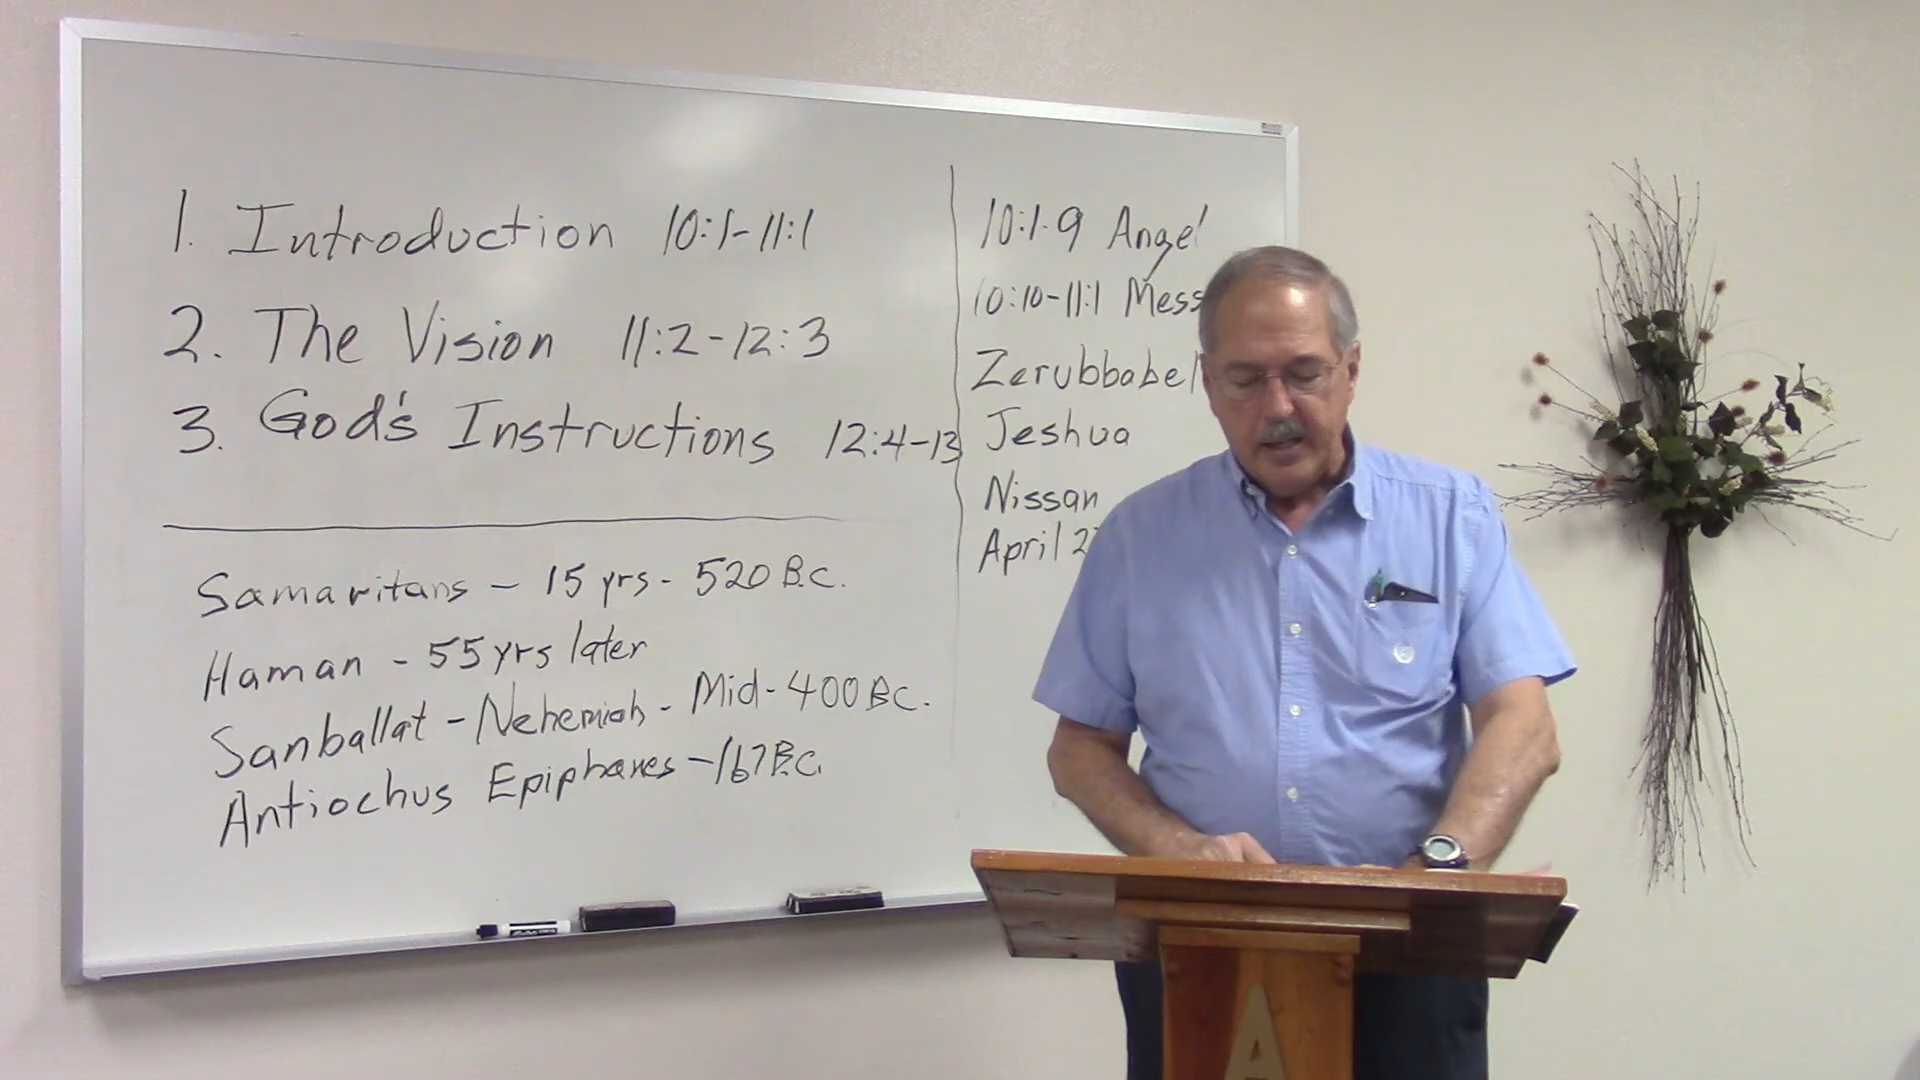 1. Introduction 10:1-11:1
2. The Vision 11:2-12:3
3. God's Instructions 12:4-13
Samaritans - 15 yrs - 520 B.C.
Haman - 55 yrs later
Sanballat - Nehemiah - Mid-400 B.C.
Antiochus Epiphanes - 167 B.C.
10:1-9 Angel
10:10-11:1 Mess
Zerubbabel
Jeshua
Nissan
April 2